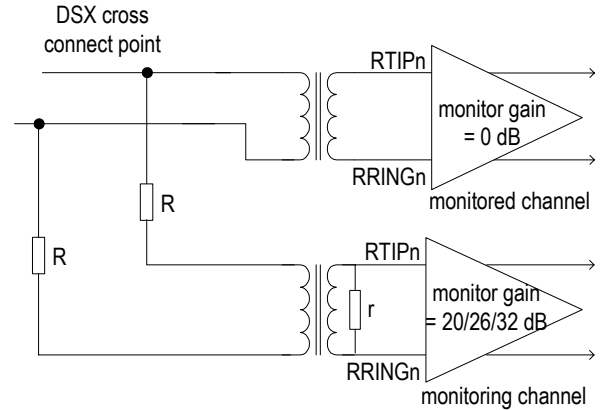 DSX cross
connect point
RTIPn
monitor gain
= 0 dB
RRINGn
monitored channel
R
R
RTIPn
monitor gain
= 20/26/32 dB
r
RRINGn
monitoring channel